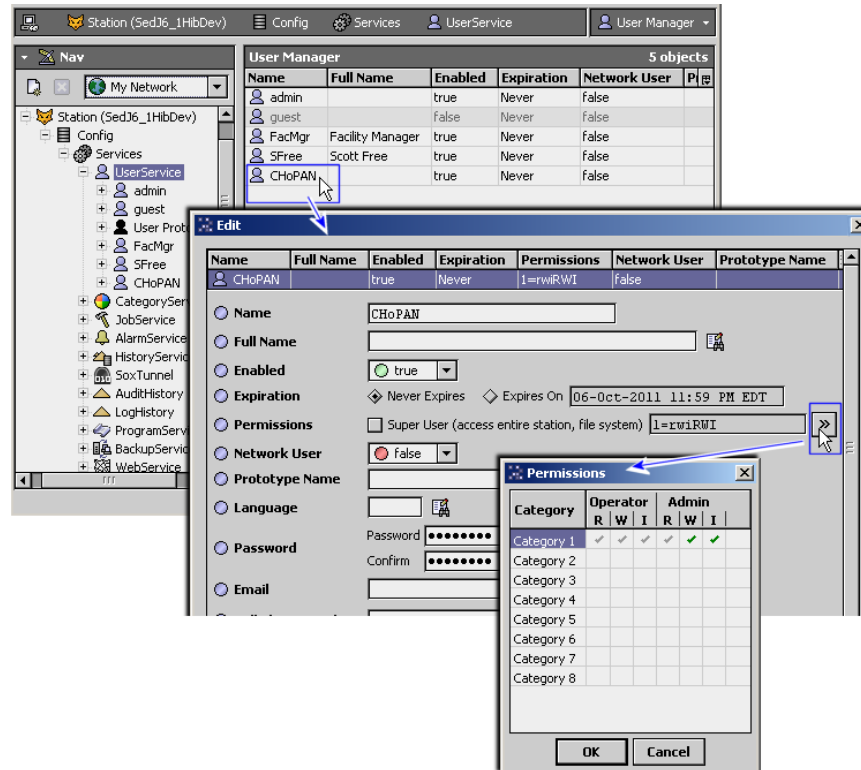 Station (SedJ6_1HibDev) Config Services UserService User Manager
Nav
My Network
Station (SedJ6_1HibDev)
Config
Services
UserService
admin
guest
User Prot
FacMgr
SFree
CHoPAN
CategorySer
JobService
AlarmService
HistoryServic
SoxTunnel
AuditHistory
LogHistory
ProgramServ
BackupServic
WebService
User Manager 5 objects
Name Full Name Enabled Expiration Network User
admin true Never false
guest false Never false
FacMgr Facility Manager true Never false
SFree Scott Free true Never false
CHoPAN true Never false
Edit
Name Full Name Enabled Expiration Permissions Network User Prototype Name
CHoPAN true Never 1=rwiRWI false
Name CHoPAN
Full Name
Enabled true
Expiration Never Expires Expires On 06-Oct-2011 11:59 PM EDT
Permissions Super User (access entire station, file system) 1=rwiRWI »
Network User false
Prototype Name
Language
Password Password ●●●●●●●●
Confirm ●●●●●●●●
Email
Permissions
Category Operator Admin
R W I R W I
Category 1 ✓ ✓ ✓ ✓ ✓ ✓
Category 2
Category 3
Category 4
Category 5
Category 6
Category 7
Category 8
OK Cancel